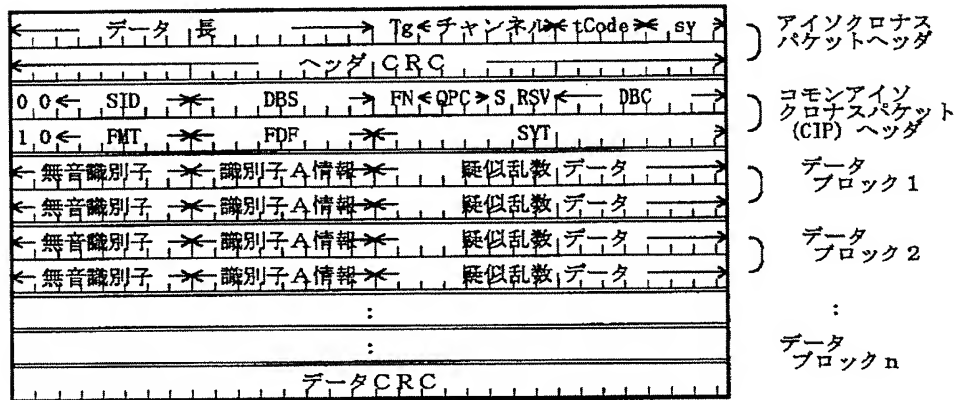 データ長 Tg チャンネル tCode sy
ヘッダCRC
アイソクロナス
パケットヘッダ
0 0 SID DBS FN QPC S RSV DBC
1 0 FMT FDF SYT
コモンアイソ
クロナスパケット
(CIP) ヘッダ
無音識別子 識別子A情報 疑似乱数データ
無音識別子 識別子A情報 疑似乱数データ
データ
ブロック1
無音識別子 識別子A情報 疑似乱数データ
無音識別子 識別子A情報 疑似乱数データ
データ
ブロック2
:
:
:
データ
ブロックn
データCRC